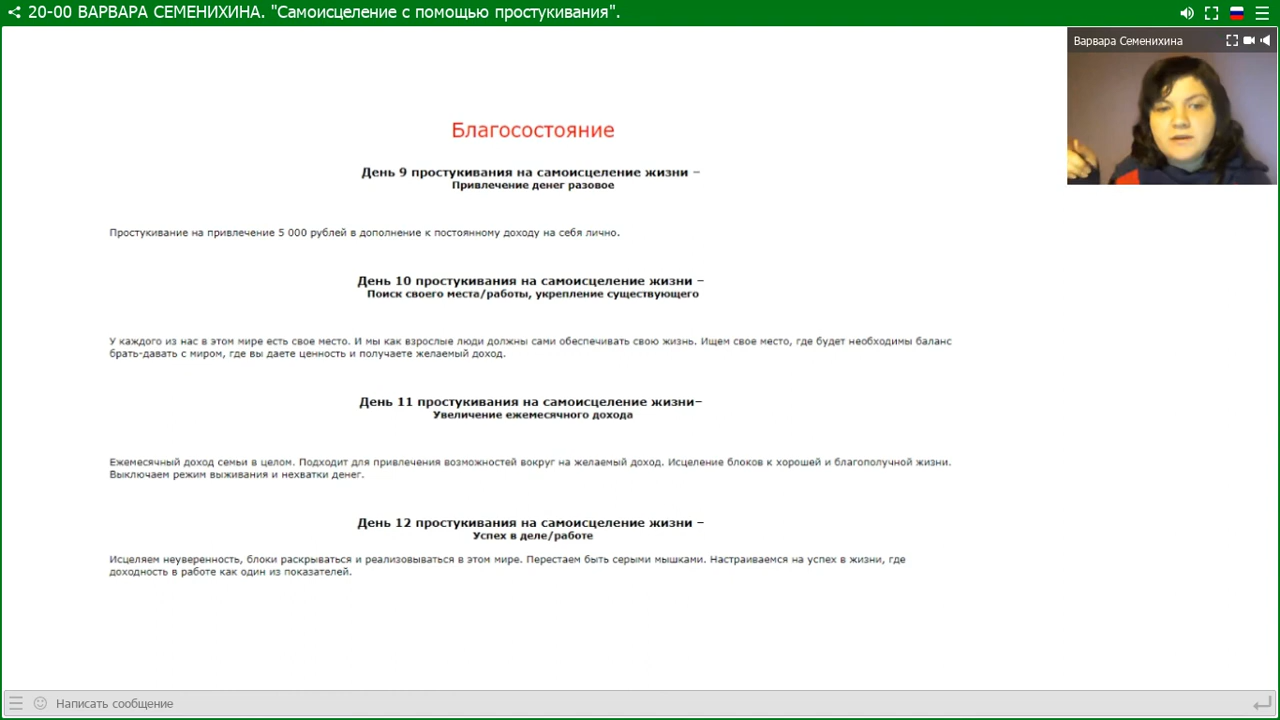 20-00 ВАРВАРА СЕМЕНИХИНА. "Самоисцеление с помощью простукивания".
Варвара Семенихина
Благосостояние
День 9 простукивания на самоисцеление жизни –
Привлечение денег разовое
Простукивание на привлечение 5 000 рублей в дополнение к постоянному доходу на себя лично.
День 10 простукивания на самоисцеление жизни –
Поиск своего места/работы, укрепление существующего
У каждого из нас в этом мире есть свое место. И мы как взрослые люди должны сами обеспечивать свою жизнь. Ищем свое место, где будет необходимы баланс
брать-давать с миром, где вы даете ценность и получаете желаемый доход.
День 11 простукивания на самоисцеление жизни–
Увеличение ежемесячного дохода
Ежемесячный доход семьи в целом. Подходит для привлечения возможностей вокруг на желаемый доход. Исцеление блоков к хорошей и благополучной жизни.
Выключаем режим выживания и нехватки денег.
День 12 простукивания на самоисцеление жизни –
Успех в деле/работе
Исцеляем неуверенность, блоки раскрываться и реализовываться в этом мире. Перестаем быть серыми мышками. Настраиваемся на успех в жизни, где
доходность в работе как один из показателей.
Написать сообщение